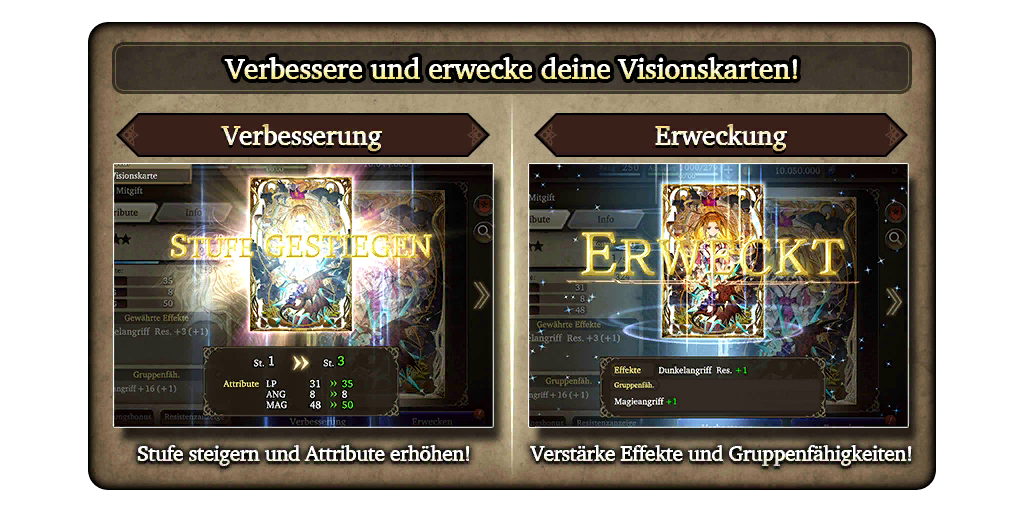 Verbessere und erwecke deine Visionskarten!
Verbesserung
Visionskarte
Mitgift
Info
STUFE GESTIEGEN
35
8
50
Gewährte Effekte
Res. +3 (+1)
Gruppenfäh.
+16 (+1)
St. 1 St. 3
Attribute LP 31 35
ANG 8 8
MAG 48 50
Resistenzanzeige Verbesserung Erwecken
Stufe steigern und Attribute erhöhen!
Erweckung
10.050.000
Mitgift
Info
ERWECKT
31
8
48
Gewährte Effekte
Res. +3 (+1)
Gruppenfäh.
+16 (+1)
Effekte Dunkelangriff Res. +1
Gruppenfäh.
Magieangriff +1
Resistenzanzeige Erwecken
Verstärke Effekte und Gruppenfähigkeiten!